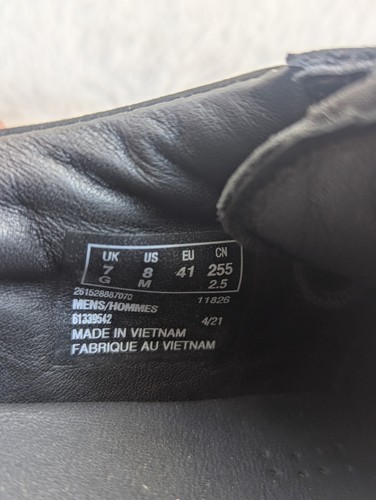 UK US EU CN
7 8 41 255
G M 2.5
261528887070
MENS/HOMMES 11826
61339542 4/21
MADE IN VIETNAM
FABRIQUE AU VIETNAM